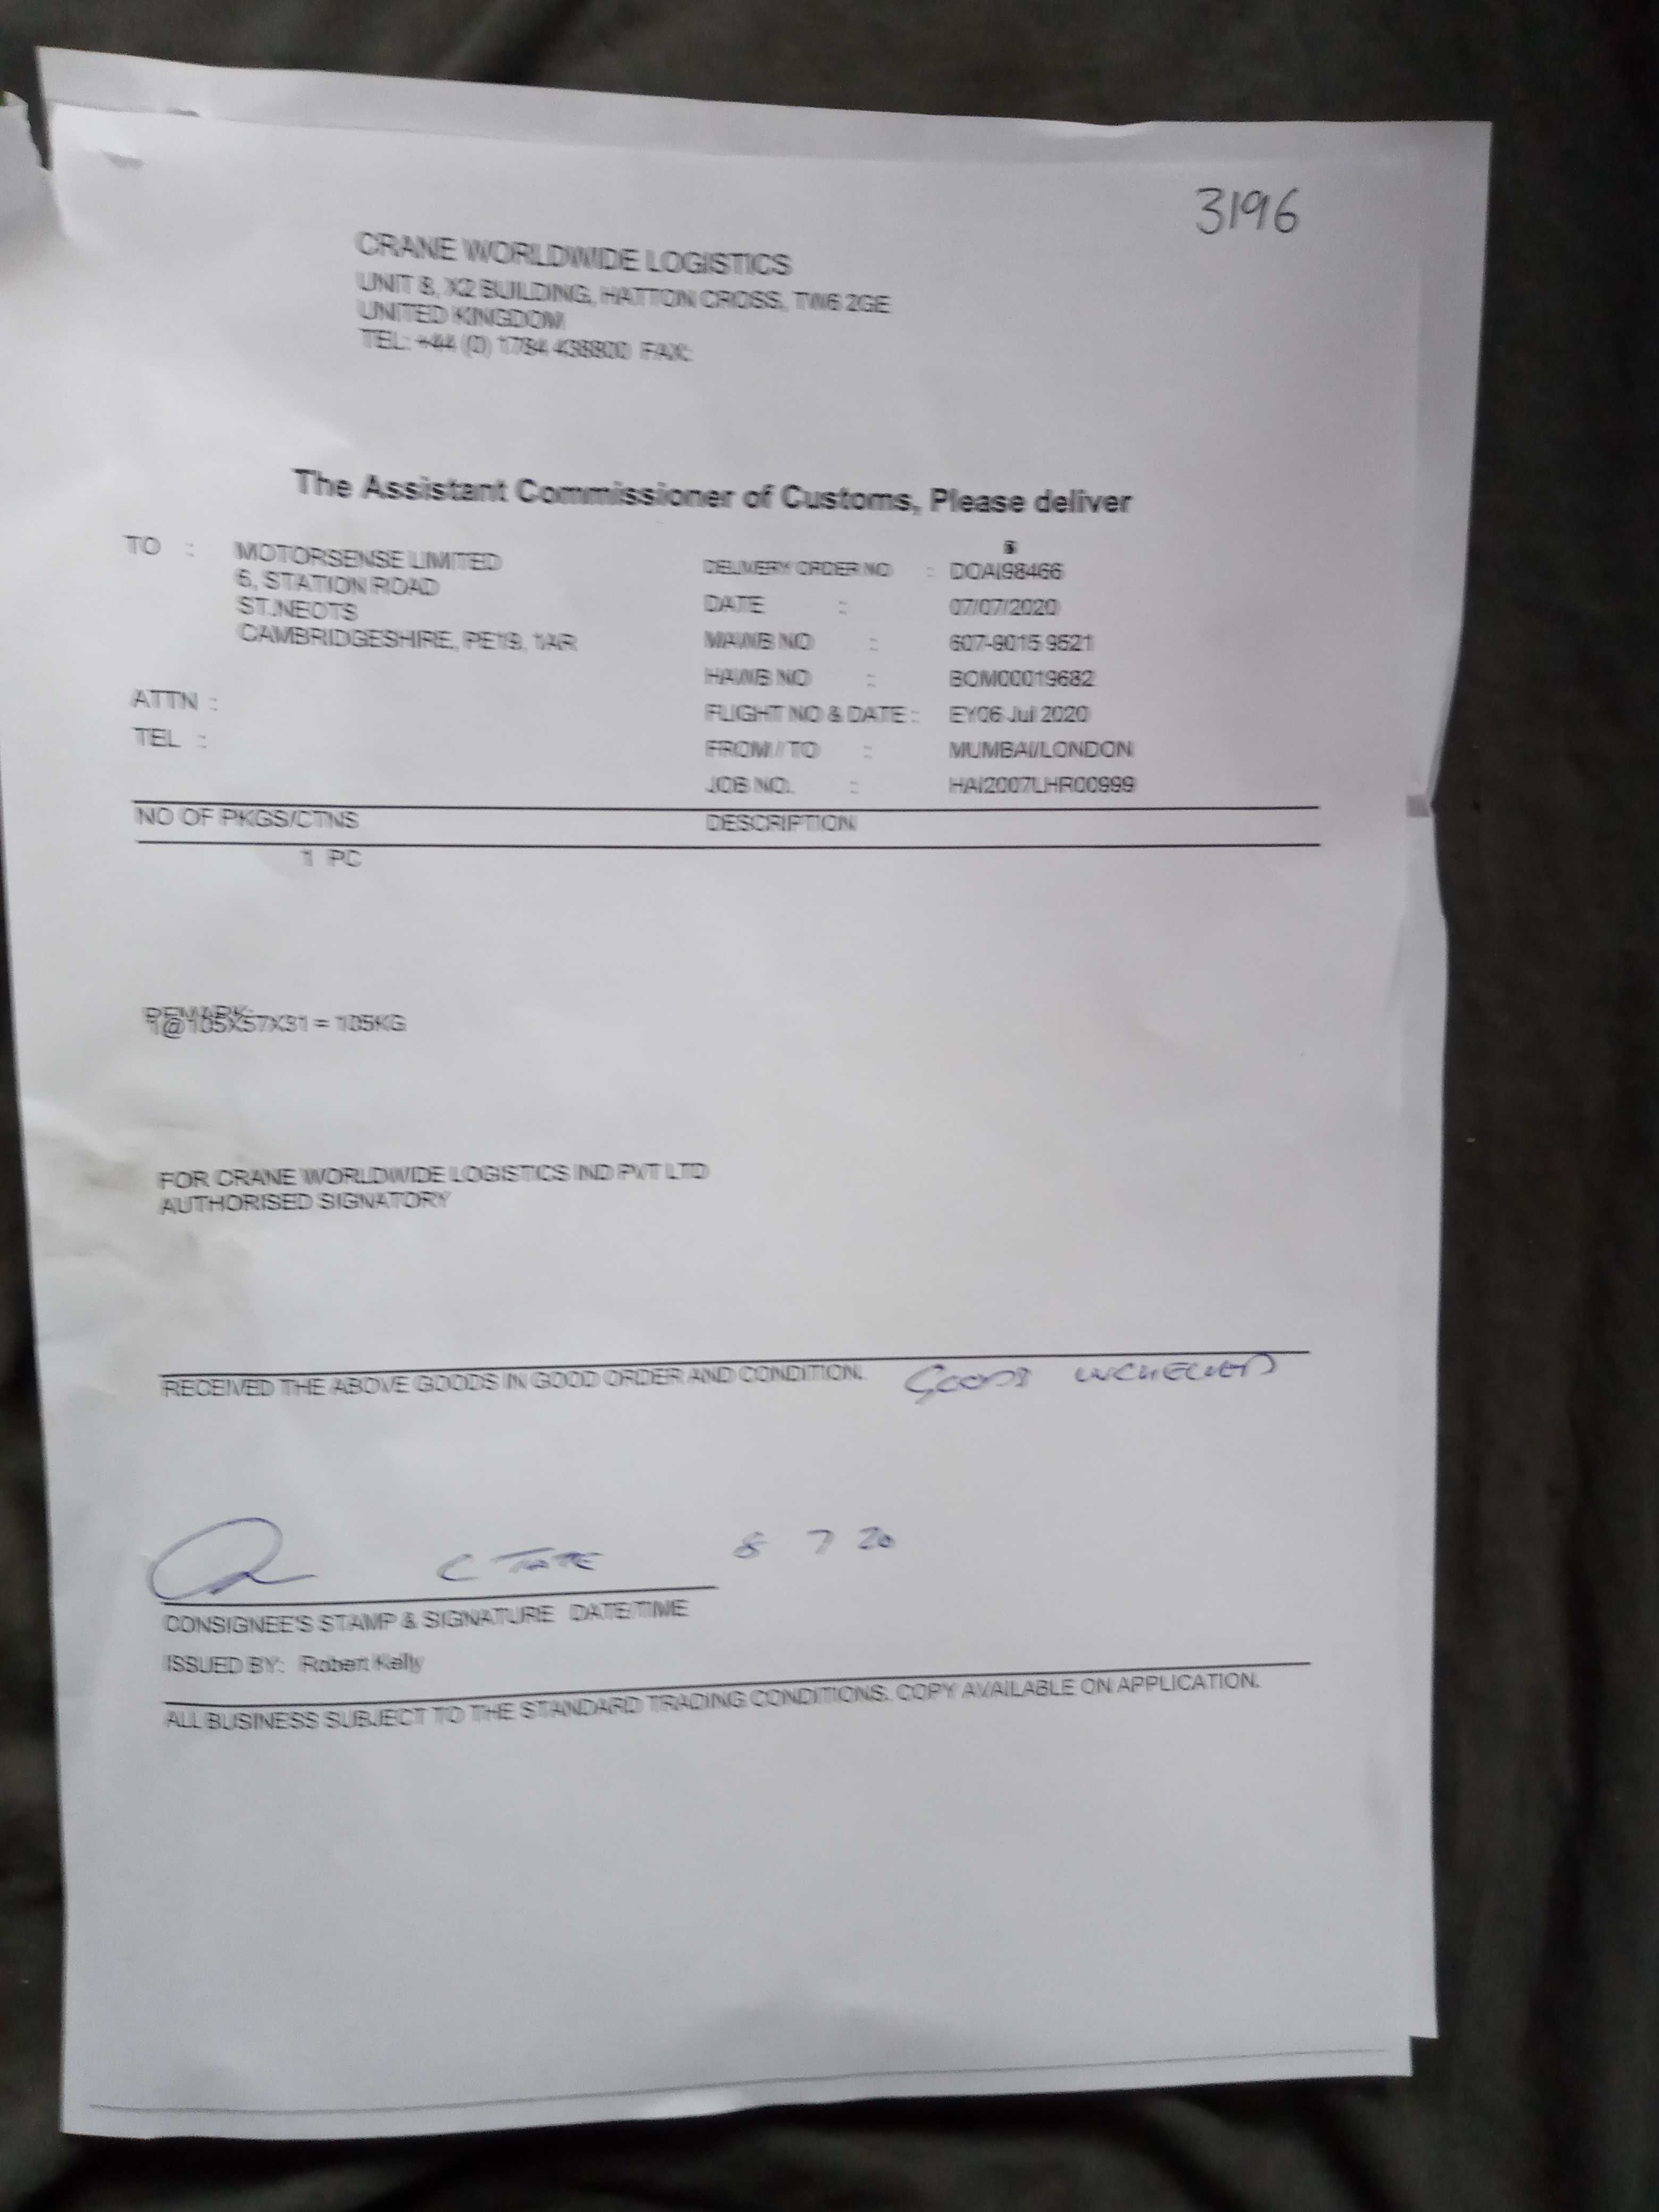 3196
CRANE WORLDWIDE LOGISTICS
UNIT 8, X2 BUILDING, HATTON CROSS, TW6 2GE
UNITED KINGDOM
TEL: +44 (0) 1784 438800 FAX:
The Assistant Commissioner of Customs, Please deliver
TO : MOTORSENSE LIMITED
6, STATION ROAD
ST.NEOTS
CAMBRIDGESHIRE, PE19, 1AR
ATTN :
TEL :
DELIVERY ORDER NO : DOAI98466
DATE : 07/07/2020
MAWB NO : 607-9015 9521
HAWB NO : BOM00019682
FLIGHT NO & DATE : EY06 Jul 2020
FROM / TO : MUMBAI/LONDON
JOB NO. : HAI2007LHR00999
NO OF PKGS/CTNS DESCRIPTION
1 PC
REMARK:
1@105X57X31 = 105KG
FOR CRANE WORLDWIDE LOGISTICS IND PVT LTD
AUTHORISED SIGNATORY
RECEIVED THE ABOVE GOODS IN GOOD ORDER AND CONDITION. GOODS UNCHECKED
C TATE 8 7 20
CONSIGNEE'S STAMP & SIGNATURE DATE/TIME
ISSUED BY: Robert Kelly
ALL BUSINESS SUBJECT TO THE STANDARD TRADING CONDITIONS. COPY AVAILABLE ON APPLICATION.